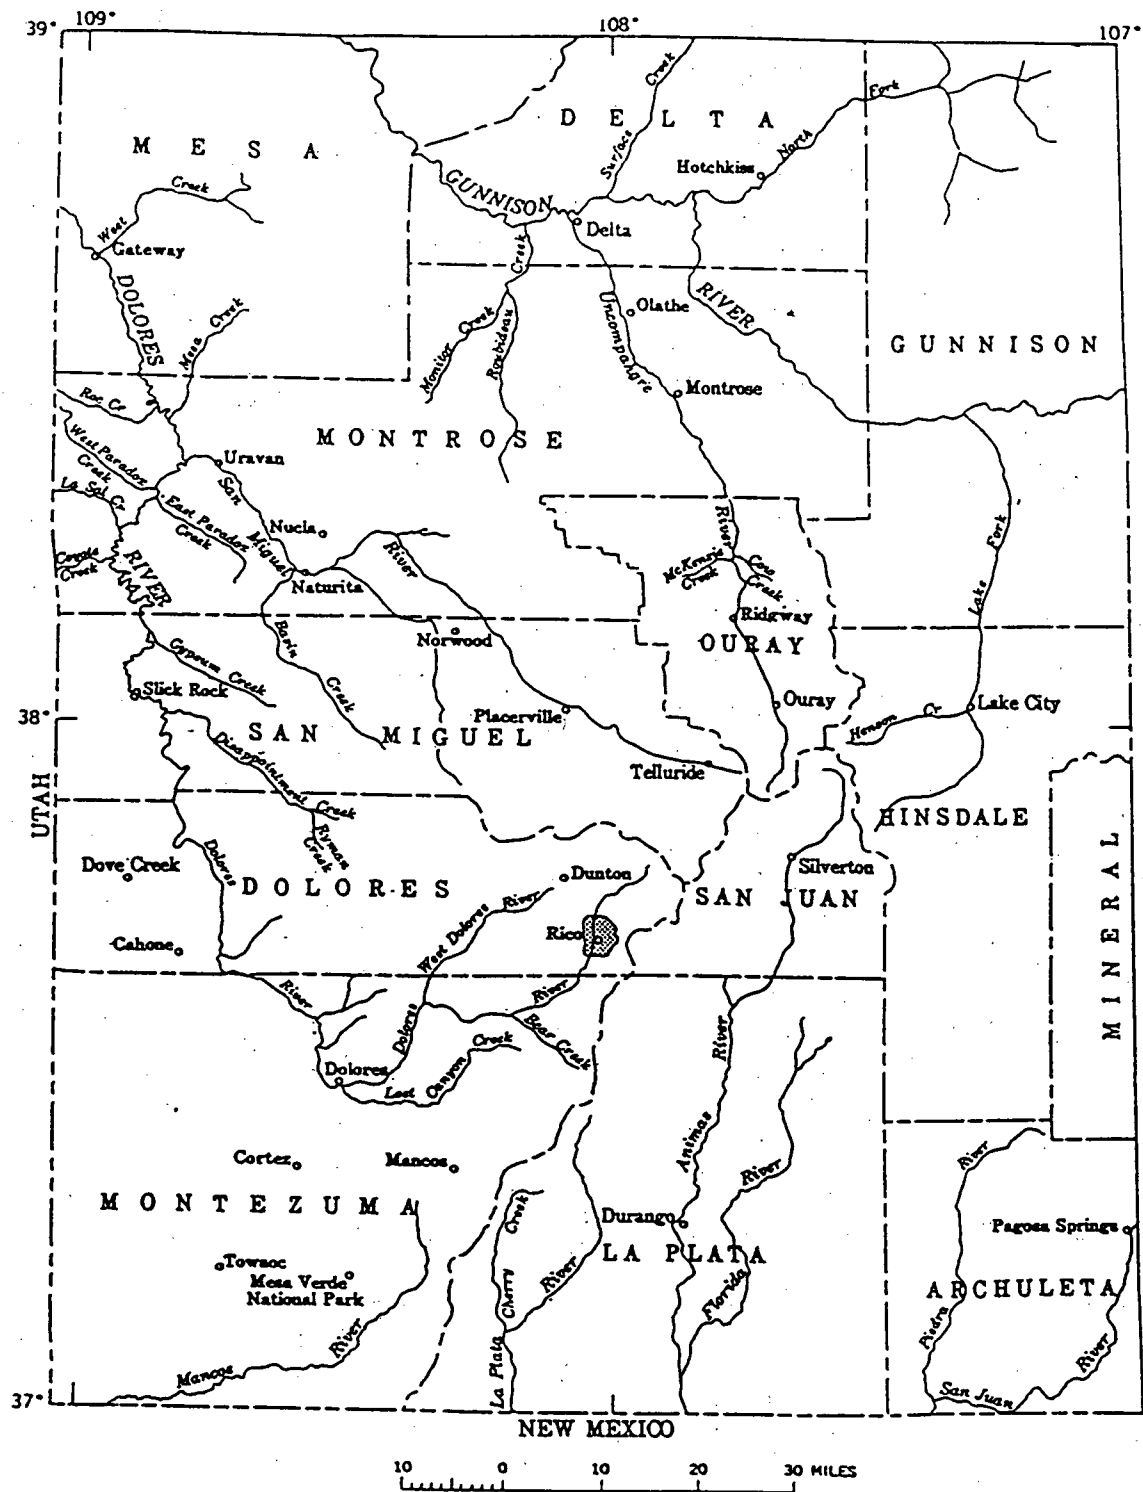 109°
108°
107°
39°
DELTA
MESA
Surface Creek
North Fork
Hotchkiss
West Creek
GUNNISON
Delta
Gateway
Creek
DOLORES
Mesa Creek
Olathe
RIVER
Monitor Creek
Roubideau
Uncompahgre
GUNNISON
Montrose
Roc Cr
MONTROSE
West Paradox Creek
Uravan
La Sal Cr
San
East Paradox Creek
Nucla
Miguel
River
River
Coyote Creek
RIVER
McKenzie Creek
Cow Creek
Fork
Naturita
Lake
Ridgway
Norwood
OURAY
Basin Creek
Gypsum Creek
Slick Rock
Ouray
Lake City
Placerville
Henson Cr
38°
SAN MIGUEL
Disappointment Creek
Telluride
UTAH
HINSDALE
Ryman Creek
Dolores
Dove Creek
Silverton
Dunton
DOLORES
SAN JUAN
West Dolores River
MINERAL
Rico
Cahone
River
River
Dolores
Bear Creek
River
Dolores
Lost Canyon Creek
Animas
Cortez
Mancos
River
River
MONTEZUMA
Creek
Durango
Pagosa Springs
LA PLATA
Towaoc
Mesa Verde
National Park
Cherry
River
Florida
ARCHULETA
Piedra
River
River
Mancos
La Plata
San Juan
37°
NEW MEXICO
10 0 10 20 30 MILES